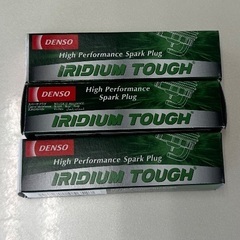 DENSO
High Performance Spark Plug
IRIDIUM TOUGH
DENSO
High Performance
Spark Plug
IRIDIUM TOUGH
DENSO
High Performance Spark Plug
IRIDIUM TOUGH